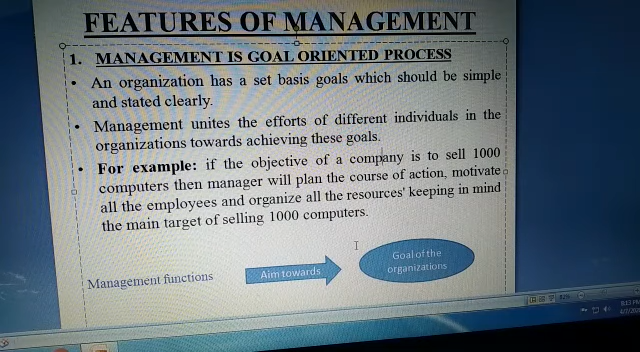 FEATURES OF MANAGEMENT
1. MANAGEMENT IS GOAL ORIENTED PROCESS
• An organization has a set basis goals which should be simple
and stated clearly.
• Management unites the efforts of different individuals in the
organizations towards achieving these goals.
• For example: if the objective of a company is to sell 1000
computers then manager will plan the course of action, motivate
all the employees and organize all the resources' keeping in mind
the main target of selling 1000 computers.
Management functions
Aim towards
Goal of the
organizations
8:13 PM